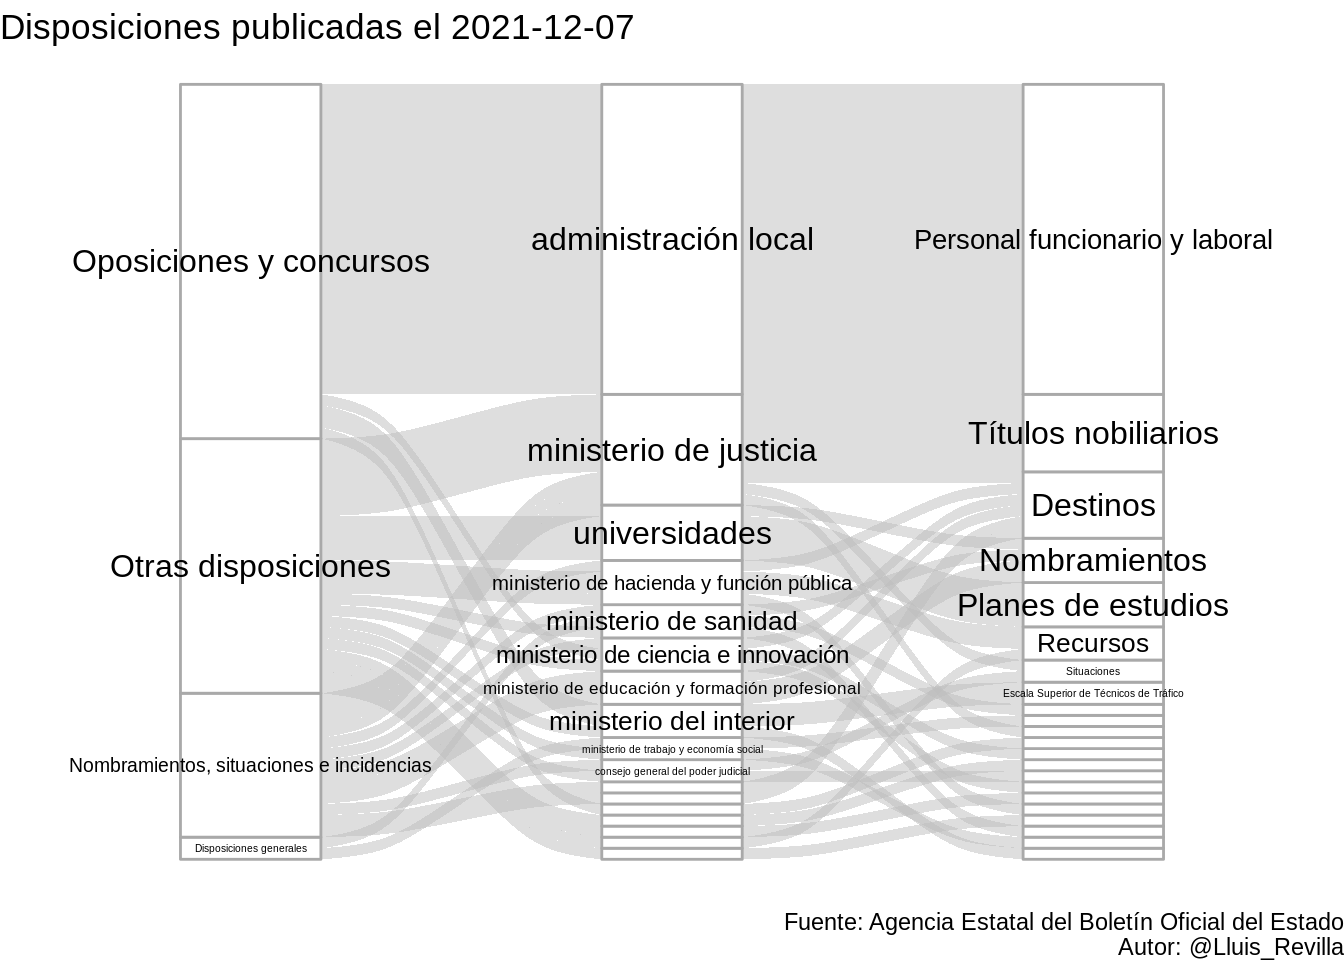 Disposiciones publicadas el 2021-12-07
Oposiciones y concursos
Otras disposiciones
Nombramientos, situaciones e incidencias
Disposiciones generales
administración local
ministerio de justicia
universidades
ministerio de hacienda y función pública
ministerio de sanidad
ministerio de ciencia e innovación
ministerio de educación y formación profesional
ministerio del interior
ministerio de trabajo y economía social
consejo general del poder judicial
Personal funcionario y laboral
Títulos nobiliarios
Destinos
Nombramientos
Planes de estudios
Recursos
Situaciones
Escala Superior de Técnicos de Tráfico
Fuente: Agencia Estatal del Boletín Oficial del Estado
Autor: @Lluis_Revilla